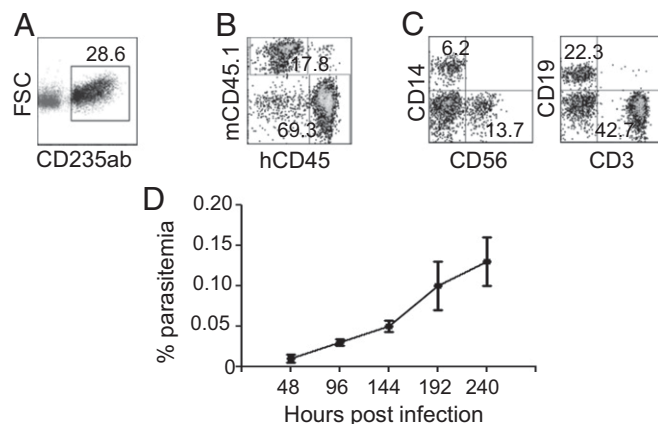 A
28.6
FSC
CD235ab
B
17.8
mCD45.1
69.3
hCD45
C
6.2
CD14
13.7
CD56
22.3
CD19
42.7
CD3
D
0.20
0.15
0.10
0.05
0
% parasitemia
48 96 144 192 240
Hours post infection